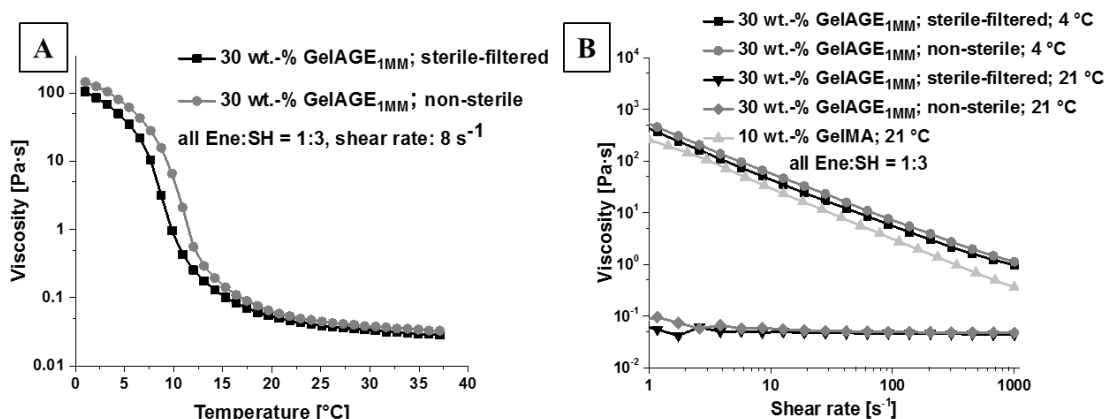 A
30 wt.-% GelAGE1MM; sterile-filtered
30 wt.-% GelAGE1MM; non-sterile
all Ene:SH = 1:3, shear rate: 8 s-1
Viscosity [Pa·s]
100
10
1
0.1
0.01
0 5 10 15 20 25 30 35 40
Temperature [°C]
B
30 wt.-% GelAGE1MM; sterile-filtered; 4 °C
30 wt.-% GelAGE1MM; non-sterile; 4 °C
30 wt.-% GelAGE1MM; sterile-filtered; 21 °C
30 wt.-% GelAGE1MM; non-sterile; 21 °C
10 wt.-% GelMA; 21 °C
all Ene:SH = 1:3
Viscosity [Pa·s]
10^4
10^3
10^2
10^1
10^0
10^-1
10^-2
1 10 100 1000
Shear rate [s-1]